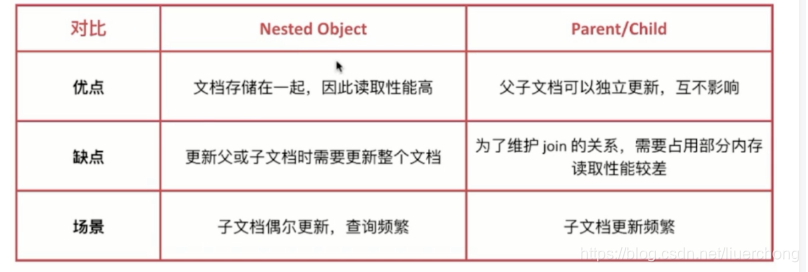 对比 Nested Object Parent/Child
优点 文档存储在一起，因此读取性能高 父子文档可以独立更新，互不影响
缺点 更新父或子文档时需要更新整个文档 为了维护 join 的关系，需要占用部分内存
读取性能较差
场景 子文档偶尔更新，查询频繁 子文档更新频繁
https://blog.csdn.net/liuerchong